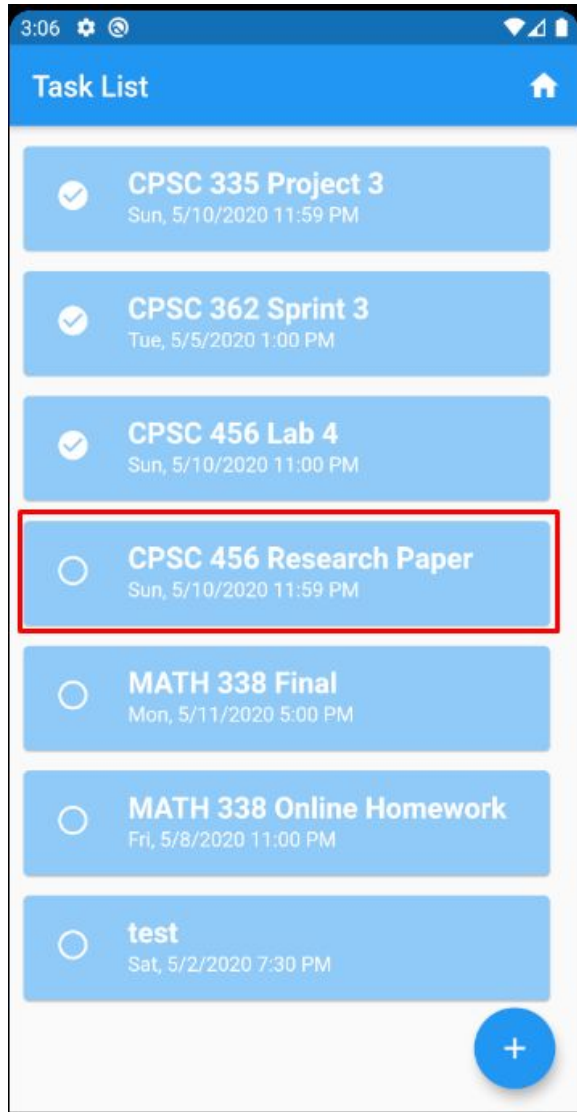 3:06
Task List
CPSC 335 Project 3
Sun, 5/10/2020 11:59 PM
CPSC 362 Sprint 3
Tue, 5/5/2020 1:00 PM
CPSC 456 Lab 4
Sun, 5/10/2020 11:00 PM
CPSC 456 Research Paper
Sun, 5/10/2020 11:59 PM
MATH 338 Final
Mon, 5/11/2020 5:00 PM
MATH 338 Online Homework
Fri, 5/8/2020 11:00 PM
test
Sat, 5/2/2020 7:30 PM
+